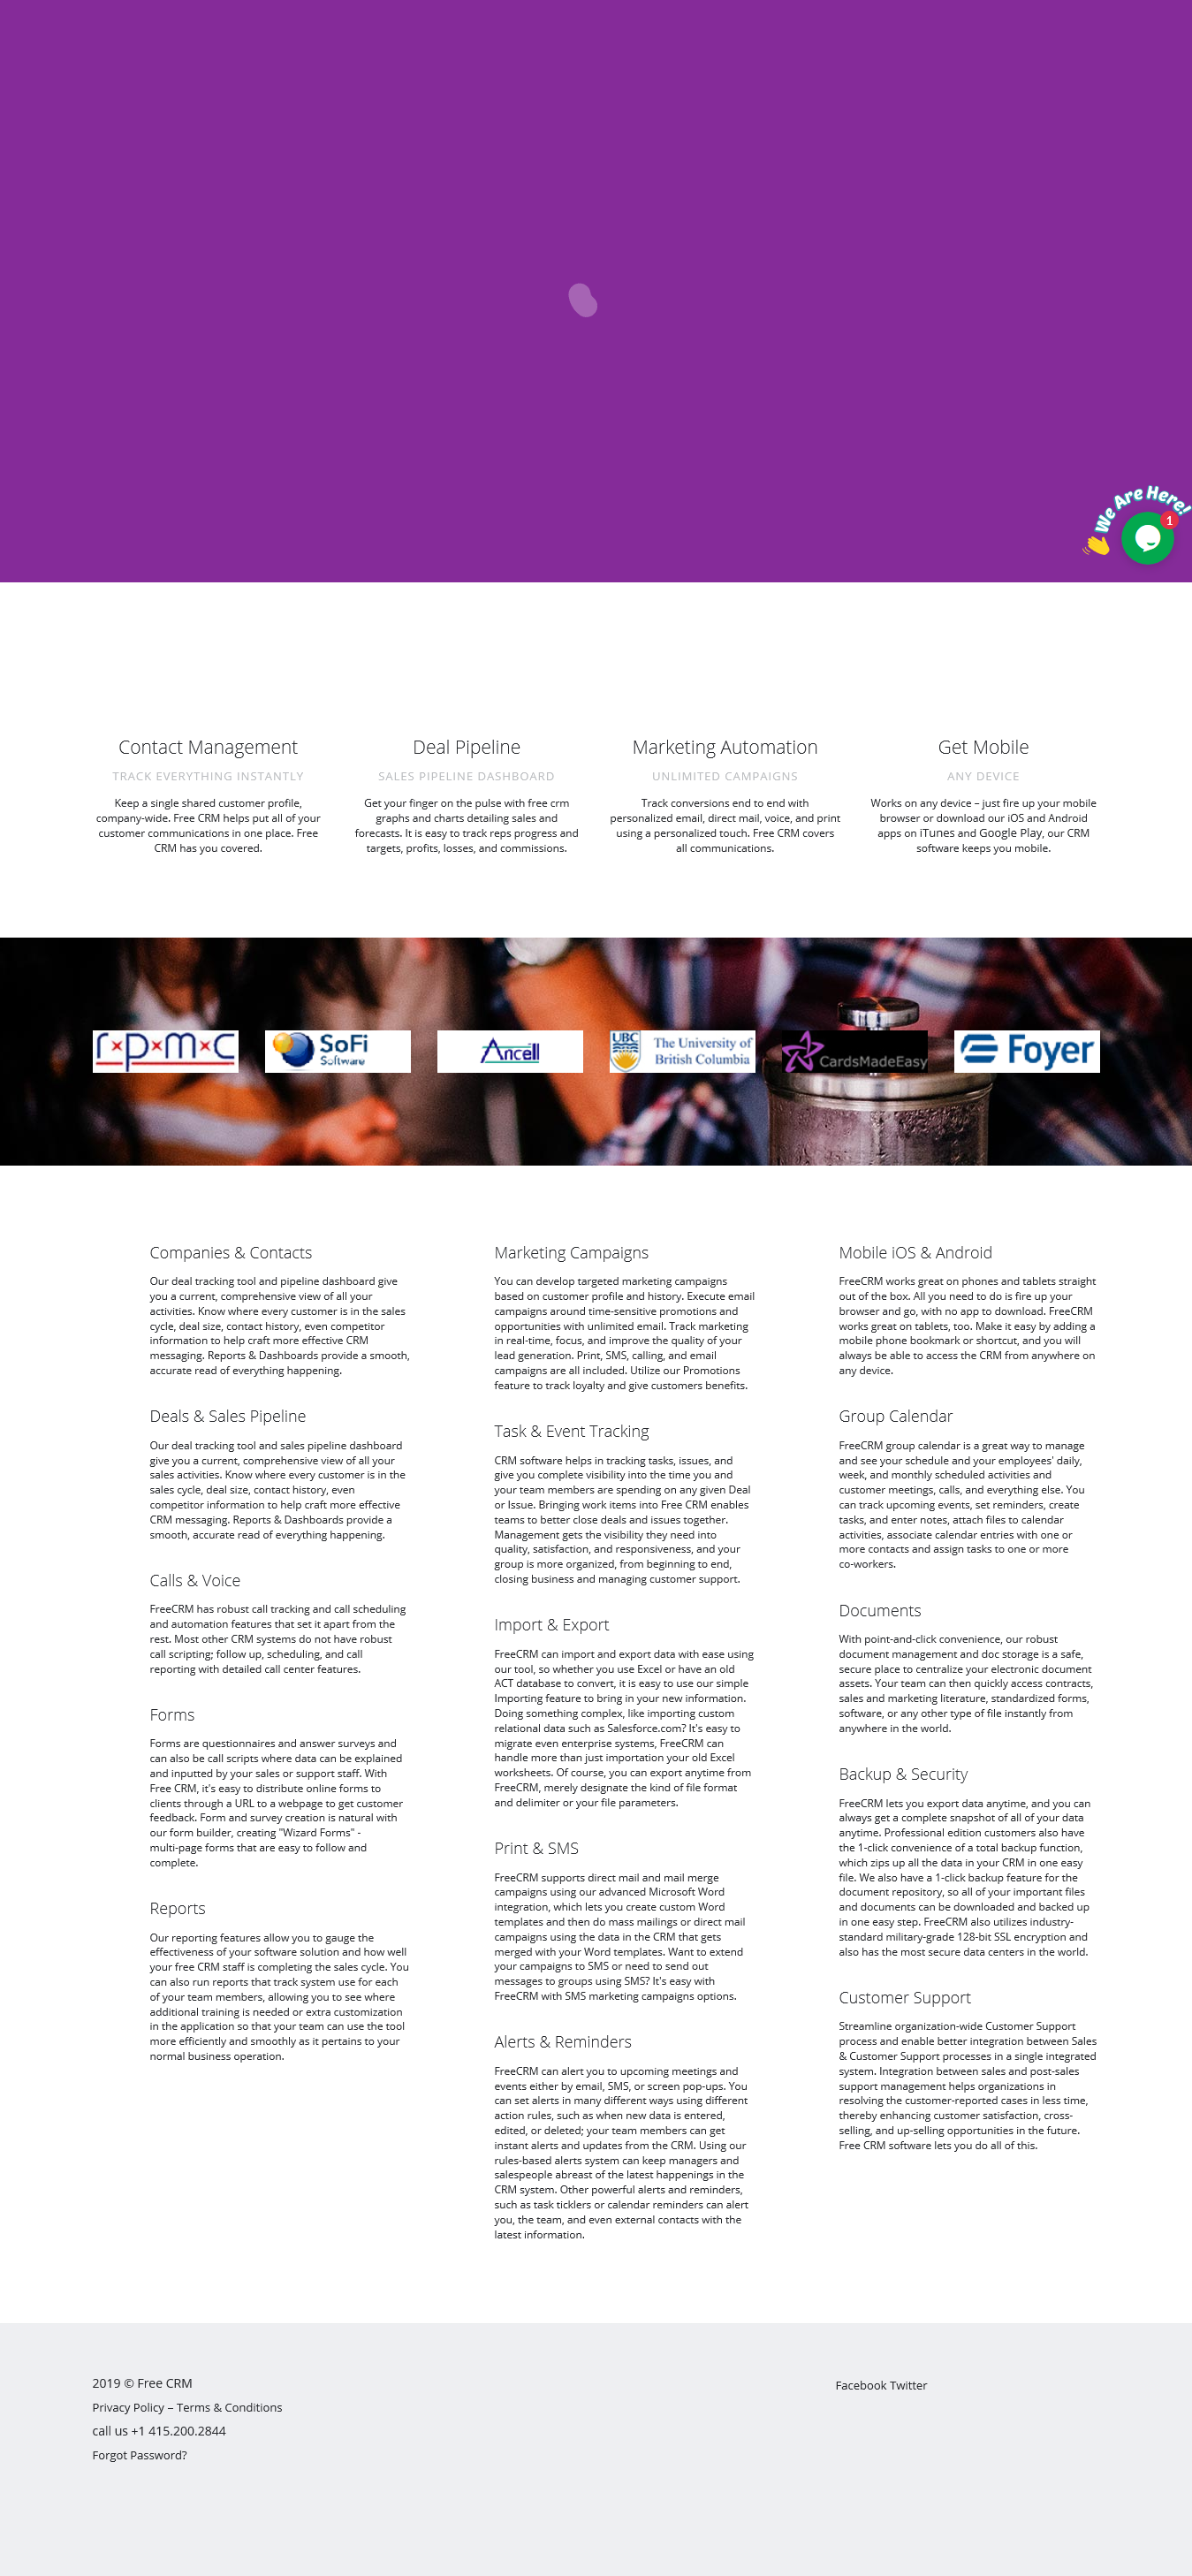 We Are Here!
1
Contact Management
TRACK EVERYTHING INSTANTLY
Keep a single shared customer profile,
company-wide. Free CRM helps put all of your
customer communications in one place. Free
CRM has you covered.
Deal Pipeline
SALES PIPELINE DASHBOARD
Get your finger on the pulse with free crm
graphs and charts detailing sales and
forecasts. It is easy to track reps progress and
targets, profits, losses, and commissions.
Marketing Automation
UNLIMITED CAMPAIGNS
Track conversions end to end with
personalized email, direct mail, voice, and print
using a personalized touch. Free CRM covers
all communications.
Get Mobile
ANY DEVICE
Works on any device – just fire up your mobile
browser or download our iOS and Android
apps on iTunes and Google Play, our CRM
software keeps you mobile.
r×p×m×c
SoFi
Software
Ancell
UBC
The University of
British Columbia
CardsMadeEasy
Foyer
Companies & Contacts
Our deal tracking tool and pipeline dashboard give
you a current, comprehensive view of all your
activities. Know where every customer is in the sales
cycle, deal size, contact history, even competitor
information to help craft more effective CRM
messaging. Reports & Dashboards provide a smooth,
accurate read of everything happening.
Deals & Sales Pipeline
Our deal tracking tool and sales pipeline dashboard
give you a current, comprehensive view of all your
sales activities. Know where every customer is in the
sales cycle, deal size, contact history, even
competitor information to help craft more effective
CRM messaging. Reports & Dashboards provide a
smooth, accurate read of everything happening.
Calls & Voice
FreeCRM has robust call tracking and call scheduling
and automation features that set it apart from the
rest. Most other CRM systems do not have robust
call scripting; follow up, scheduling, and call
reporting with detailed call center features.
Forms
Forms are questionnaires and answer surveys and
can also be call scripts where data can be explained
and inputted by your sales or support staff. With
Free CRM, it's easy to distribute online forms to
clients through a URL to a webpage to get customer
feedback. Form and survey creation is natural with
our form builder, creating "Wizard Forms" -
multi-page forms that are easy to follow and
complete.
Reports
Our reporting features allow you to gauge the
effectiveness of your software solution and how well
your free CRM staff is completing the sales cycle. You
can also run reports that track system use for each
of your team members, allowing you to see where
additional training is needed or extra customization
in the application so that your team can use the tool
more efficiently and smoothly as it pertains to your
normal business operation.
Marketing Campaigns
You can develop targeted marketing campaigns
based on customer profile and history. Execute email
campaigns around time-sensitive promotions and
opportunities with unlimited email. Track marketing
in real-time, focus, and improve the quality of your
lead generation. Print, SMS, calling, and email
campaigns are all included. Utilize our Promotions
feature to track loyalty and give customers benefits.
Task & Event Tracking
CRM software helps in tracking tasks, issues, and
give you complete visibility into the time you and
your team members are spending on any given Deal
or Issue. Bringing work items into Free CRM enables
teams to better close deals and issues together.
Management gets the visibility they need into
quality, satisfaction, and responsiveness, and your
group is more organized, from beginning to end,
closing business and managing customer support.
Import & Export
FreeCRM can import and export data with ease using
our tool, so whether you use Excel or have an old
ACT database to convert, it is easy to use our simple
Importing feature to bring in your new information.
Doing something complex, like importing custom
relational data such as Salesforce.com? It's easy to
migrate even enterprise systems, FreeCRM can
handle more than just importation your old Excel
worksheets. Of course, you can export anytime from
FreeCRM, merely designate the kind of file format
and delimiter or your file parameters.
Print & SMS
FreeCRM supports direct mail and mail merge
campaigns using our advanced Microsoft Word
integration, which lets you create custom Word
templates and then do mass mailings or direct mail
campaigns using the data in the CRM that gets
merged with your Word templates. Want to extend
your campaigns to SMS or need to send out
messages to groups using SMS? It's easy with
FreeCRM with SMS marketing campaigns options.
Alerts & Reminders
FreeCRM can alert you to upcoming meetings and
events either by email, SMS, or screen pop-ups. You
can set alerts in many different ways using different
action rules, such as when new data is entered,
edited, or deleted; your team members can get
instant alerts and updates from the CRM. Using our
rules-based alerts system can keep managers and
salespeople abreast of the latest happenings in the
CRM system. Other powerful alerts and reminders,
such as task ticklers or calendar reminders can alert
you, the team, and even external contacts with the
latest information.
Mobile iOS & Android
FreeCRM works great on phones and tablets straight
out of the box. All you need to do is fire up your
browser and go, with no app to download. FreeCRM
works great on tablets, too. Make it easy by adding a
mobile phone bookmark or shortcut, and you will
always be able to access the CRM from anywhere on
any device.
Group Calendar
FreeCRM group calendar is a great way to manage
and see your schedule and your employees' daily,
week, and monthly scheduled activities and
customer meetings, calls, and everything else. You
can track upcoming events, set reminders, create
tasks, and enter notes, attach files to calendar
activities, associate calendar entries with one or
more contacts and assign tasks to one or more
co-workers.
Documents
With point-and-click convenience, our robust
document management and doc storage is a safe,
secure place to centralize your electronic document
assets. Your team can then quickly access contracts,
sales and marketing literature, standardized forms,
software, or any other type of file instantly from
anywhere in the world.
Backup & Security
FreeCRM lets you export data anytime, and you can
always get a complete snapshot of all of your data
anytime. Professional edition customers also have
the 1-click convenience of a total backup function,
which zips up all the data in your CRM in one easy
file. We also have a 1-click backup feature for the
document repository, so all of your important files
and documents can be downloaded and backed up
in one easy step. FreeCRM also utilizes industry-
standard military-grade 128-bit SSL encryption and
also has the most secure data centers in the world.
Customer Support
Streamline organization-wide Customer Support
process and enable better integration between Sales
& Customer Support processes in a single integrated
system. Integration between sales and post-sales
support management helps organizations in
resolving the customer-reported cases in less time,
thereby enhancing customer satisfaction, cross-
selling, and up-selling opportunities in the future.
Free CRM software lets you do all of this.
2019 © Free CRM
Privacy Policy – Terms & Conditions
call us +1 415.200.2844
Forgot Password?
Facebook Twitter